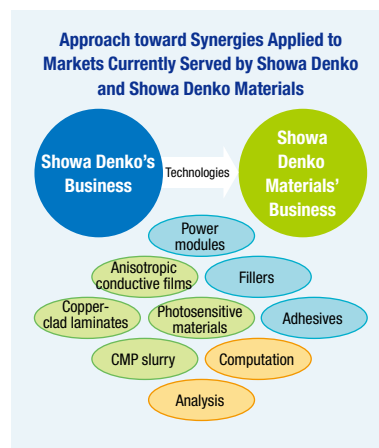 Approach toward Synergies Applied to
Markets Currently Served by Showa Denko
and Showa Denko Materials
Showa Denko’s
Business
Technologies
Showa
Denko
Materials’
Business
Power
modules
Anisotropic
conductive films
Fillers
Copper-
clad laminates
Photosensitive
materials
Adhesives
CMP slurry
Computation
Analysis